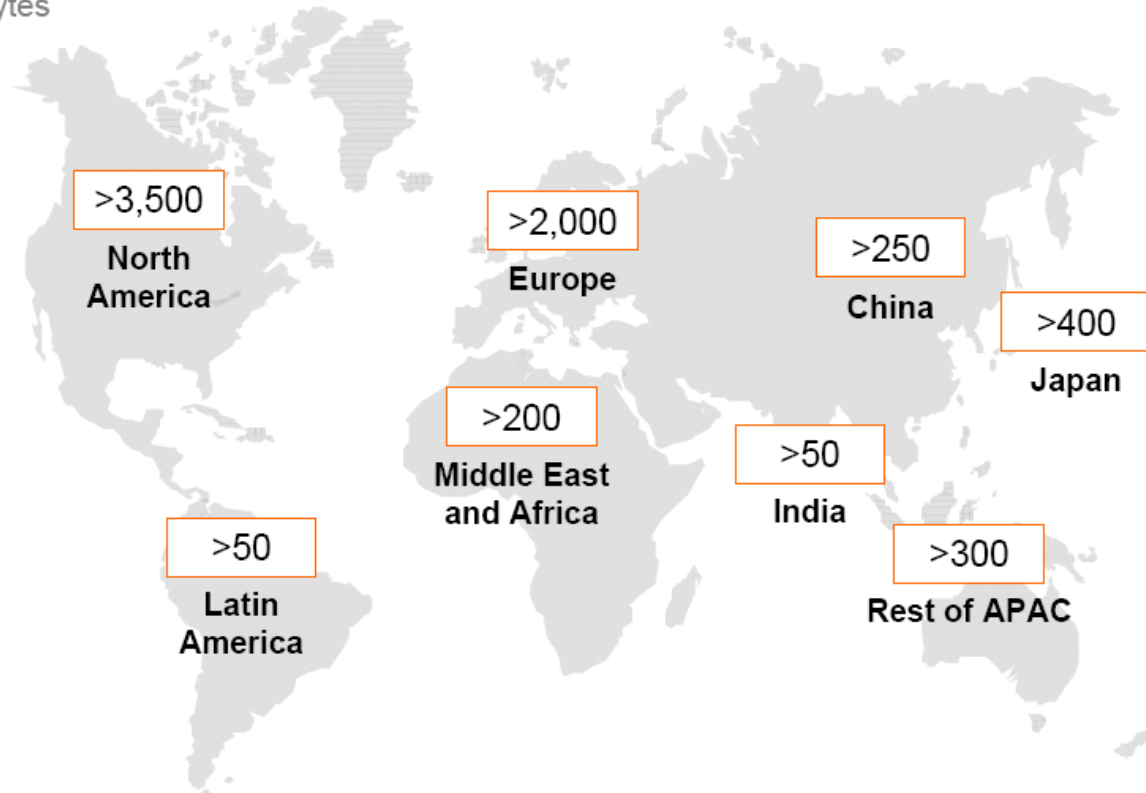 ytes
>3,500
North
America
>2,000
Europe
>250
China
>400
Japan
>200
Middle East
and Africa
>50
India
>50
Latin
America
>300
Rest of APAC